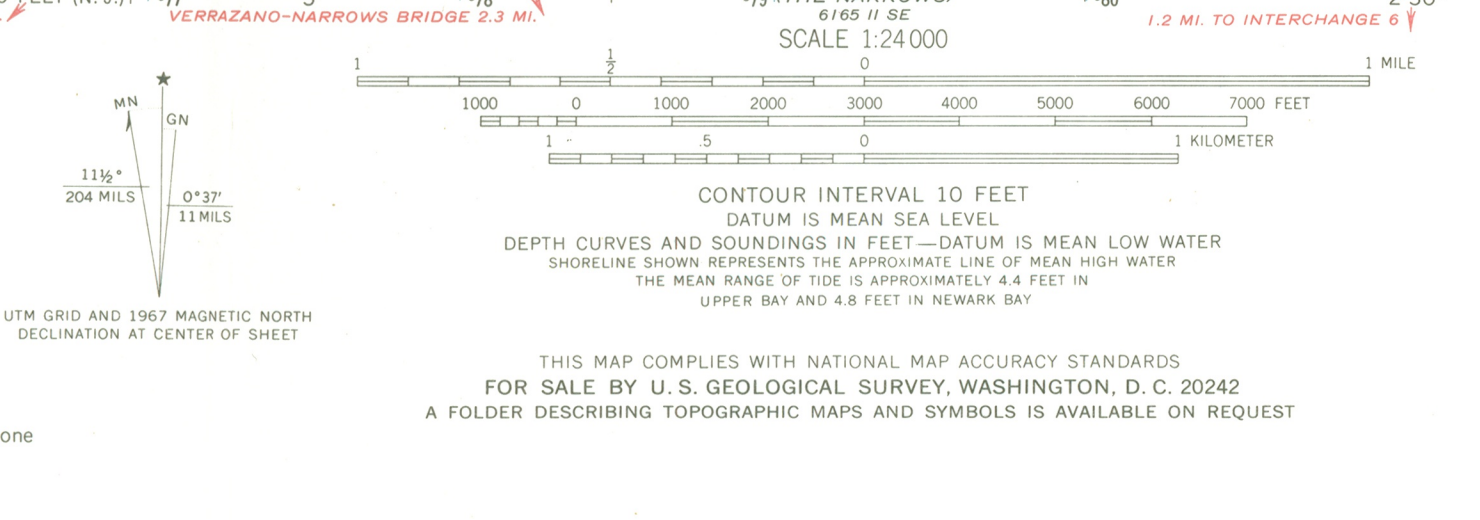 VERRAZANO-NARROWS BRIDGE 2.3 MI.
6165 II SE
1.2 MI. TO INTERCHANGE 6
SCALE 1:24 000
1 ½ 0 1 MILE
1000 0 1000 2000 3000 4000 5000 6000 7000 FEET
1 .5 0 1 KILOMETER
MN
GN
11½°
204 MILS
0°37'
11 MILS
UTM GRID AND 1967 MAGNETIC NORTH
DECLINATION AT CENTER OF SHEET
CONTOUR INTERVAL 10 FEET
DATUM IS MEAN SEA LEVEL
DEPTH CURVES AND SOUNDINGS IN FEET—DATUM IS MEAN LOW WATER
SHORELINE SHOWN REPRESENTS THE APPROXIMATE LINE OF MEAN HIGH WATER
THE MEAN RANGE OF TIDE IS APPROXIMATELY 4.4 FEET IN
UPPER BAY AND 4.8 FEET IN NEWARK BAY
THIS MAP COMPLIES WITH NATIONAL MAP ACCURACY STANDARDS
FOR SALE BY U.S. GEOLOGICAL SURVEY, WASHINGTON, D.C. 20242
A FOLDER DESCRIBING TOPOGRAPHIC MAPS AND SYMBOLS IS AVAILABLE ON REQUEST
one